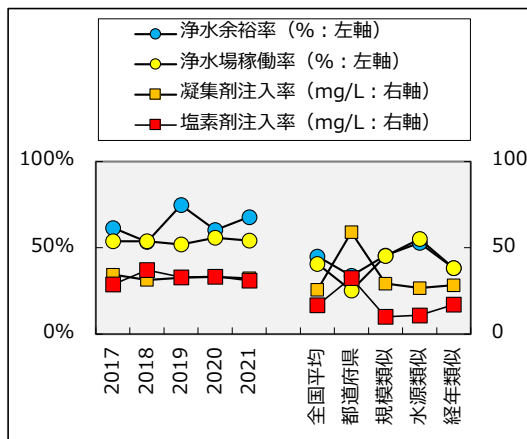 浄水余裕率（%：左軸）
浄水場稼働率（%：左軸）
凝集剤注入率（mg/L：右軸）
塩素剤注入率（mg/L：右軸）
100%
50%
0%
100
50
0
2017
2018
2019
2020
2021
全国平均
都道府県
規模類似
水源類似
経年類似